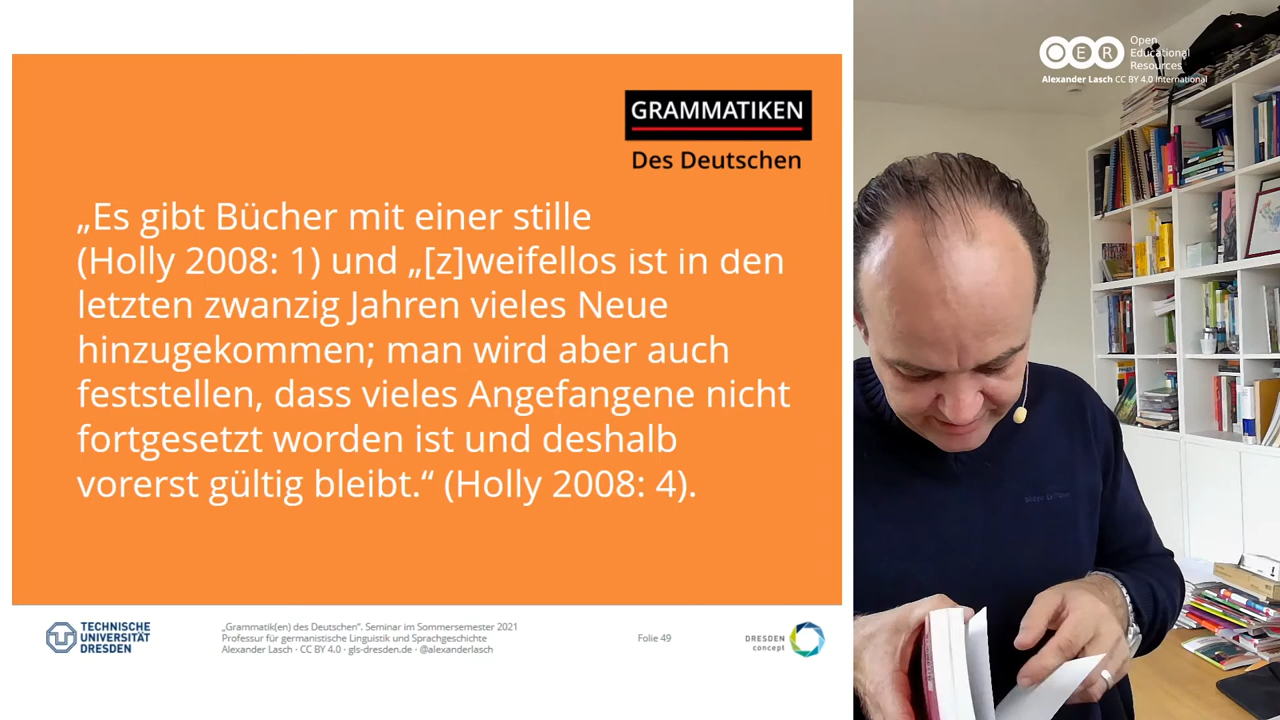 GRAMMATIKEN
Des Deutschen
„Es gibt Bücher mit einer stille
(Holly 2008: 1) und „[z]weifellos ist in den
letzten zwanzig Jahren vieles Neue
hinzugekommen; man wird aber auch
feststellen, dass vieles Angefangene nicht
fortgesetzt worden ist und deshalb
vorerst gültig bleibt.“ (Holly 2008: 4).
TECHNISCHE
UNIVERSITÄT
DRESDEN
„Grammatik(en) des Deutschen“. Seminar im Sommersemester 2021
Professur für germanistische Linguistik und Sprachgeschichte
Alexander Lasch · CC BY 4.0 · gls-dresden.de · @alexanderlasch
Folie 49
DRESDEN
concept
OER
Open
Educational
Resources
Alexander Lasch CC BY 4.0 International